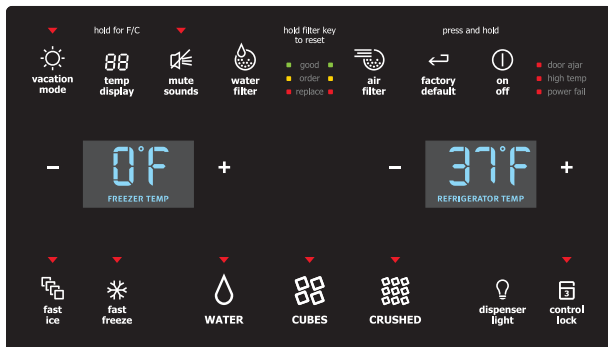 hold for F/C
hold filter key
to reset
press and hold
88
vacation
mode
temp
display
mute
sounds
water
filter
good
order
replace
air
filter
factory
default
on
off
door ajar
high temp
power fail
–
0°F
FREEZER TEMP
+
–
37°F
REFRIGERATOR TEMP
+
fast
ice
fast
freeze
WATER
CUBES
CRUSHED
dispenser
light
3
control
lock